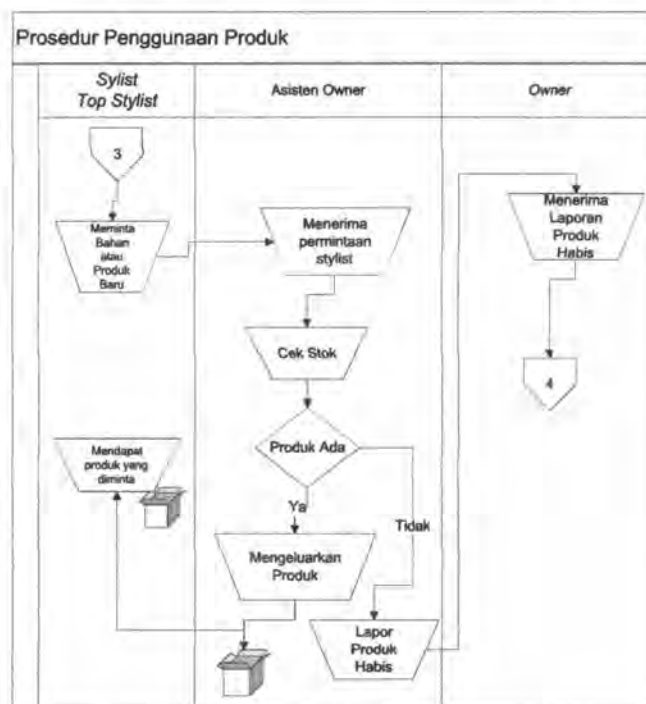 Prosedur Penggunaan Produk
Sylist
Top Stylist
Asisten Owner
Owner
3
Meminta
Bahan
atau
Produk
Baru
Menerima
permintaan
stylist
Menerima
Laporan
Produk
Habis
Cek Stok
4
Produk Ada
Mendapat
produk yang
diminta
Ya
Tidak
Mengeluarkan
Produk
Lapor
Produk
Habis